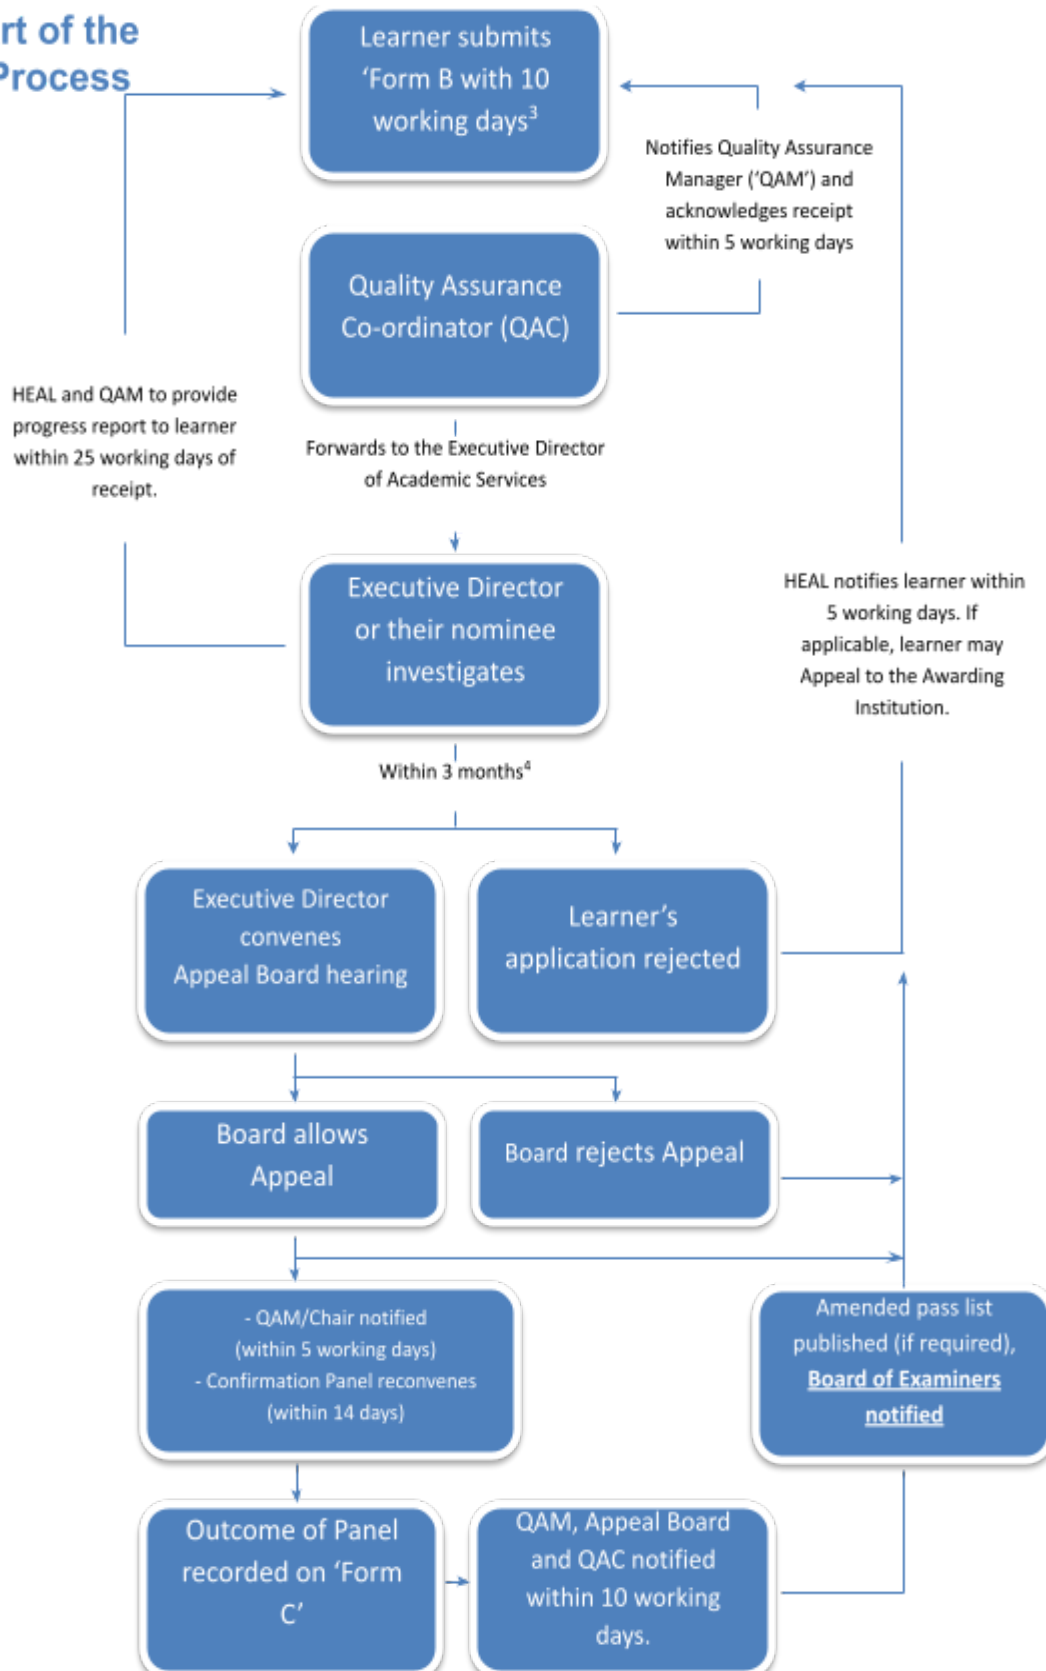 rt of the
Process
Learner submits
‘Form B with 10
working days³
Notifies Quality Assurance
Manager (‘QAM’) and
acknowledges receipt
within 5 working days
Quality Assurance
Co-ordinator (QAC)
HEAL and QAM to provide
progress report to learner
within 25 working days of
receipt.
Forwards to the Executive Director
of Academic Services
Executive Director
or their nominee
investigates
HEAL notifies learner within
5 working days. If
applicable, learner may
Appeal to the Awarding
Institution.
Within 3 months⁴
Executive Director
convenes
Appeal Board hearing
Learner’s
application rejected
Board allows
Appeal
Board rejects Appeal
- QAM/Chair notified
(within 5 working days)
- Confirmation Panel reconvenes
(within 14 days)
Amended pass list
published (if required),
Board of Examiners
notified
Outcome of Panel
recorded on ‘Form
C’
QAM, Appeal Board
and QAC notified
within 10 working
days.